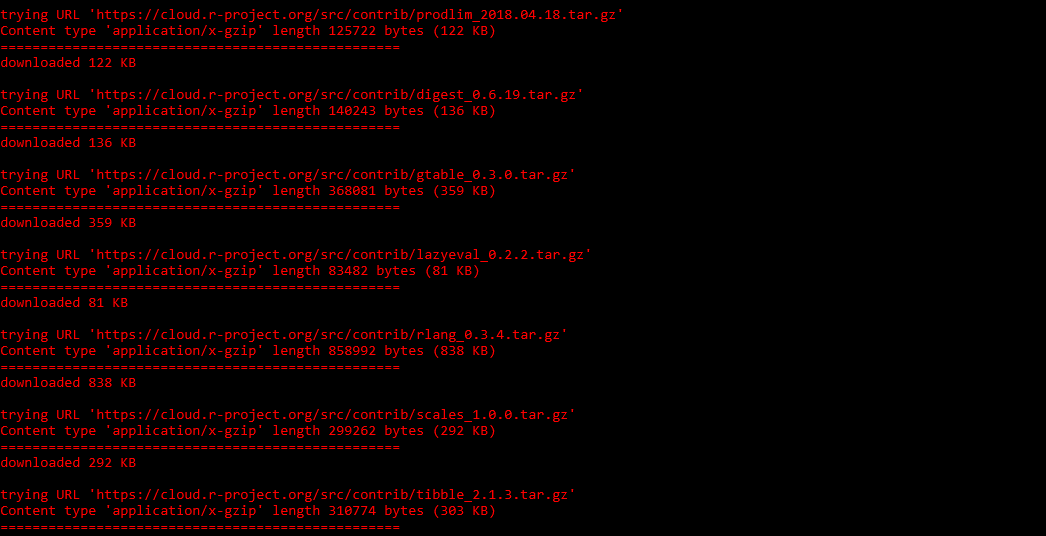 trying URL 'https://cloud.r-project.org/src/contrib/prodlim_2018.04.18.tar.gz'
Content type 'application/x-gzip' length 125722 bytes (122 KB)
==================================================
downloaded 122 KB
trying URL 'https://cloud.r-project.org/src/contrib/digest_0.6.19.tar.gz'
Content type 'application/x-gzip' length 140243 bytes (136 KB)
==================================================
downloaded 136 KB
trying URL 'https://cloud.r-project.org/src/contrib/gtable_0.3.0.tar.gz'
Content type 'application/x-gzip' length 368081 bytes (359 KB)
==================================================
downloaded 359 KB
trying URL 'https://cloud.r-project.org/src/contrib/lazyeval_0.2.2.tar.gz'
Content type 'application/x-gzip' length 83482 bytes (81 KB)
==================================================
downloaded 81 KB
trying URL 'https://cloud.r-project.org/src/contrib/rlang_0.3.4.tar.gz'
Content type 'application/x-gzip' length 858992 bytes (838 KB)
==================================================
downloaded 838 KB
trying URL 'https://cloud.r-project.org/src/contrib/scales_1.0.0.tar.gz'
Content type 'application/x-gzip' length 299262 bytes (292 KB)
==================================================
downloaded 292 KB
trying URL 'https://cloud.r-project.org/src/contrib/tibble_2.1.3.tar.gz'
Content type 'application/x-gzip' length 310774 bytes (303 KB)
==================================================